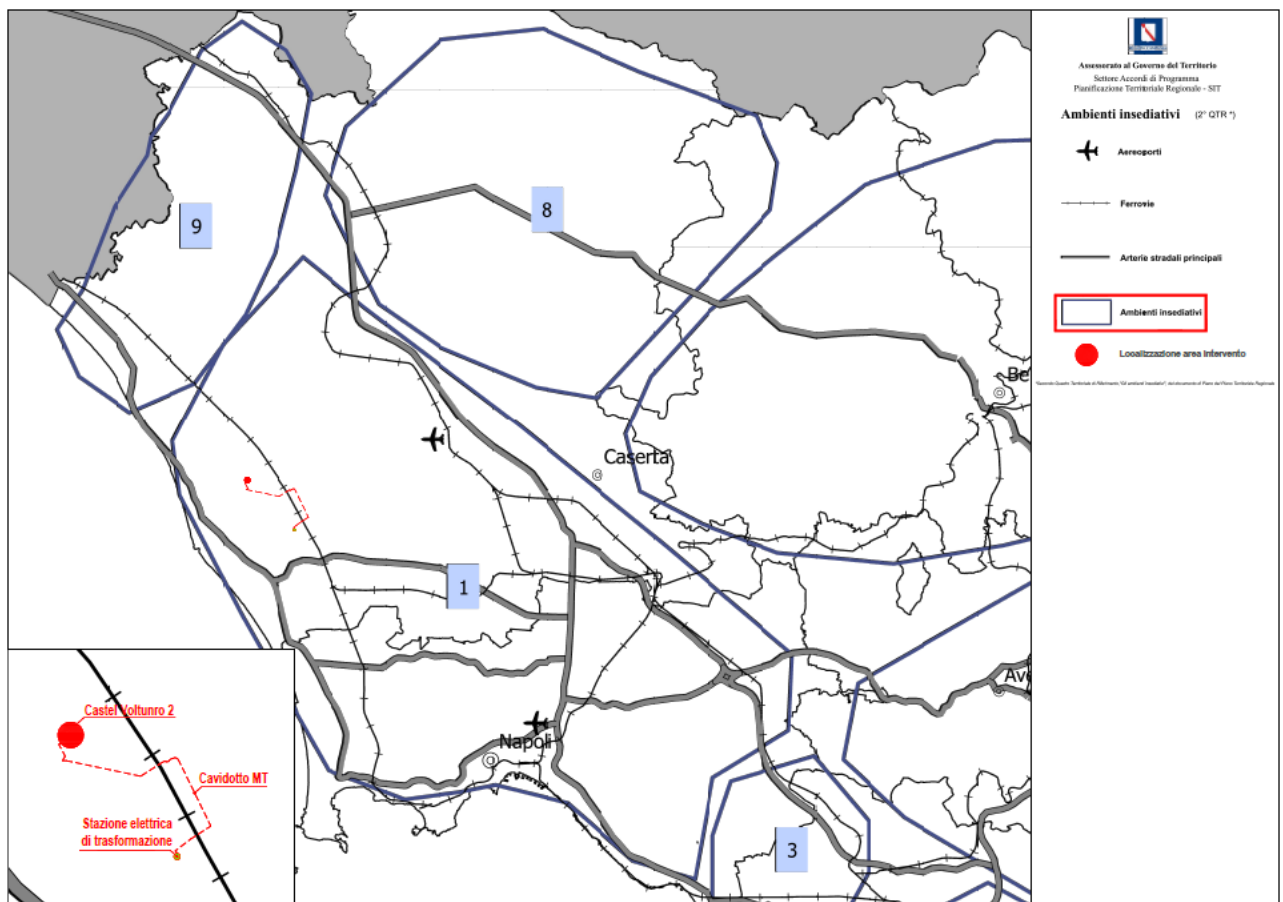 9
8
Caserta
Be
1
Napoli
Ave
3
Castel Voltunro 2
Cavidotto MT
Stazione elettrica
di trasformazione
Assessorato al Governo del Territorio
Settore Accordi di Programma
Pianificazione Territoriale Regionale - SIT
Ambienti insediativi (2° QTR *)
Aereoporti
Ferrovie
Arterie stradali principali
Ambienti insediativi
Localizzazione area Intervento